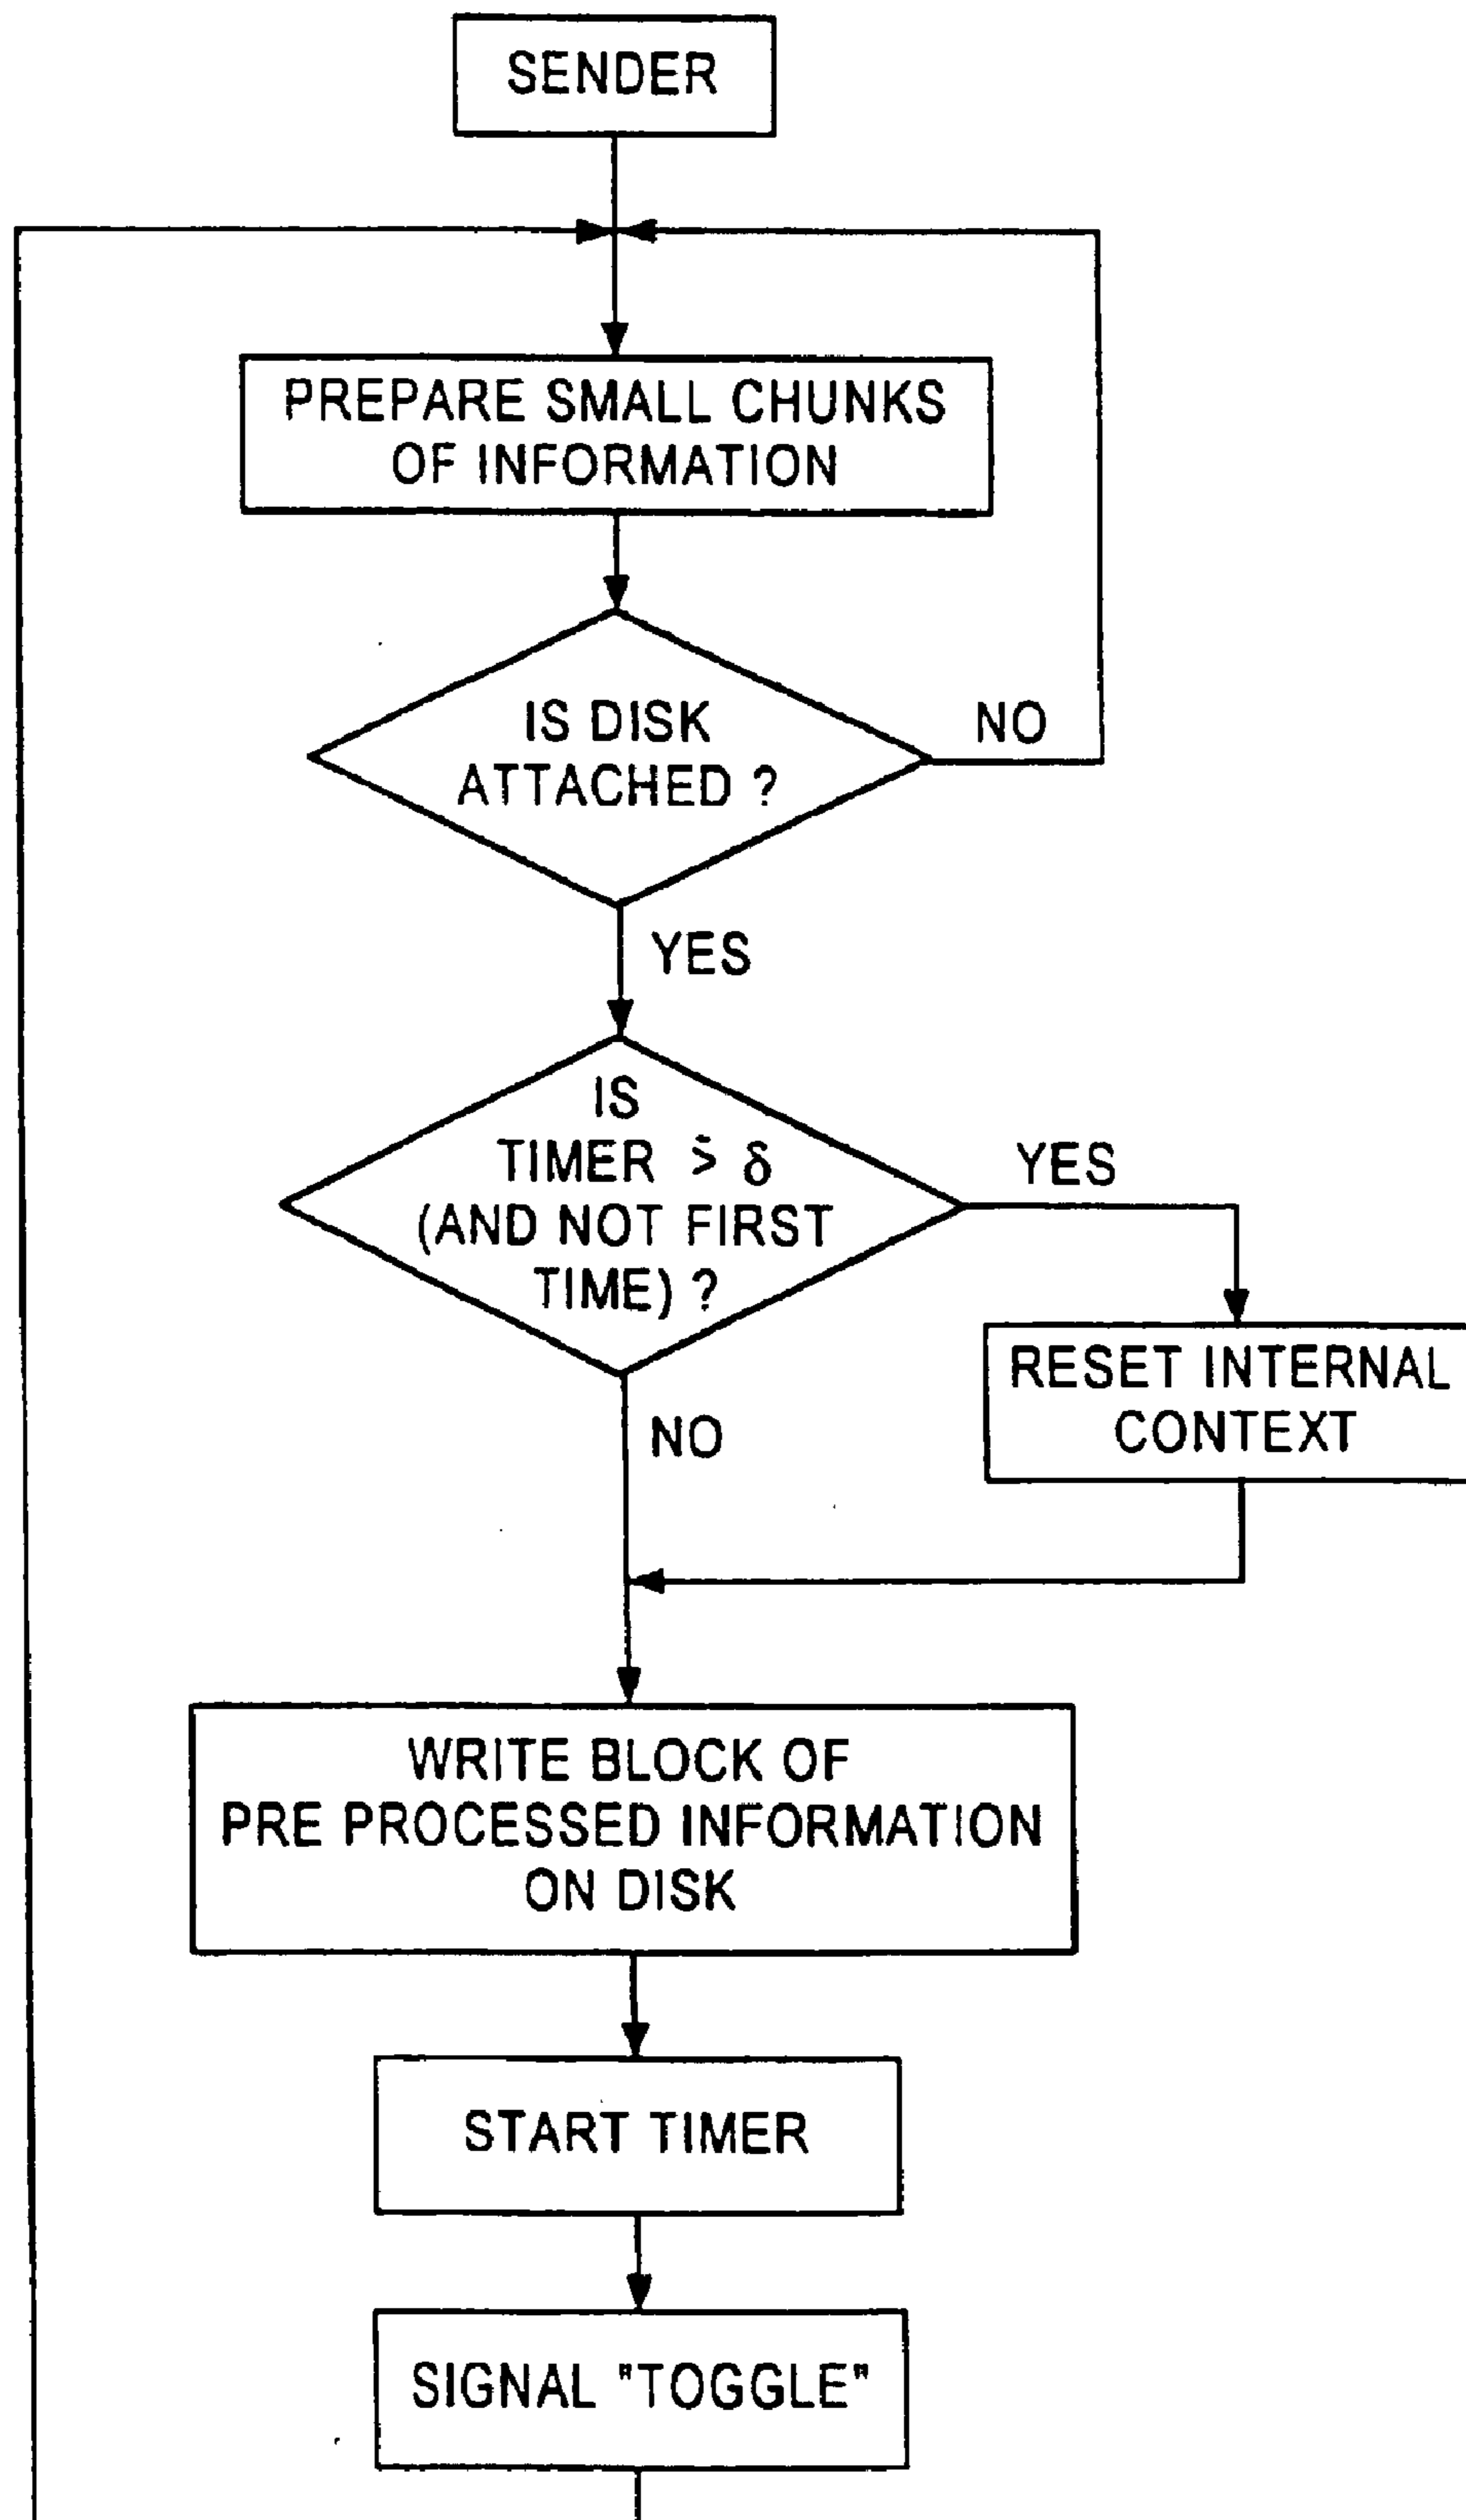 SENDER
PREPARE SMALL CHUNKS
OF INFORMATION
IS DISK
ATTACHED ?
NO
YES
IS
TIMER > δ
(AND NOT FIRST
TIME) ?
YES
NO
RESET INTERNAL
CONTEXT
WRITE BLOCK OF
PRE PROCESSED INFORMATION
ON DISK
START TIMER
SIGNAL "TOGGLE"